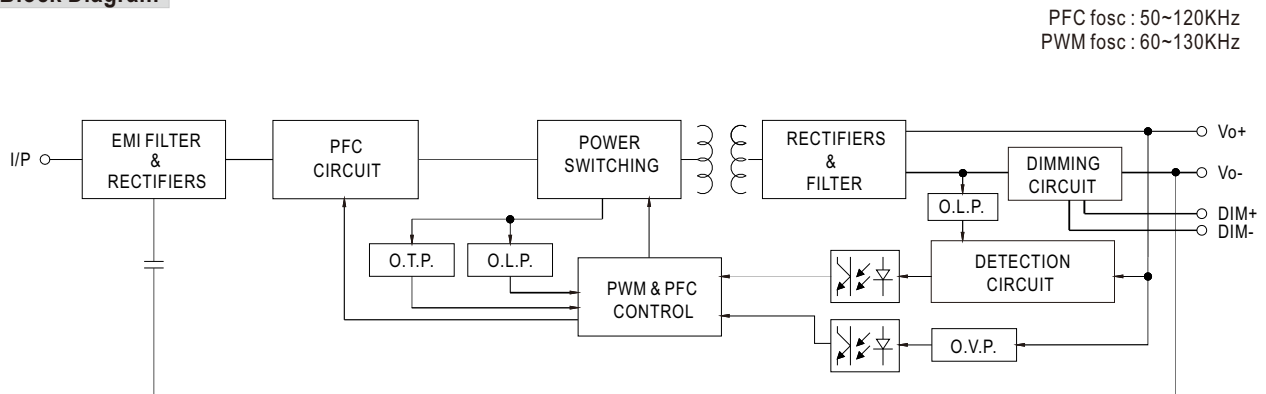 Block Diagram
PFC fosc : 50~120KHz
PWM fosc : 60~130KHz
I/P
EMI FILTER
&
RECTIFIERS
PFC
CIRCUIT
POWER
SWITCHING
RECTIFIERS
&
FILTER
DIMMING
CIRCUIT
Vo+
Vo-
DIM+
DIM-
O.L.P.
O.T.P.
O.L.P.
PWM & PFC
CONTROL
DETECTION
CIRCUIT
O.V.P.